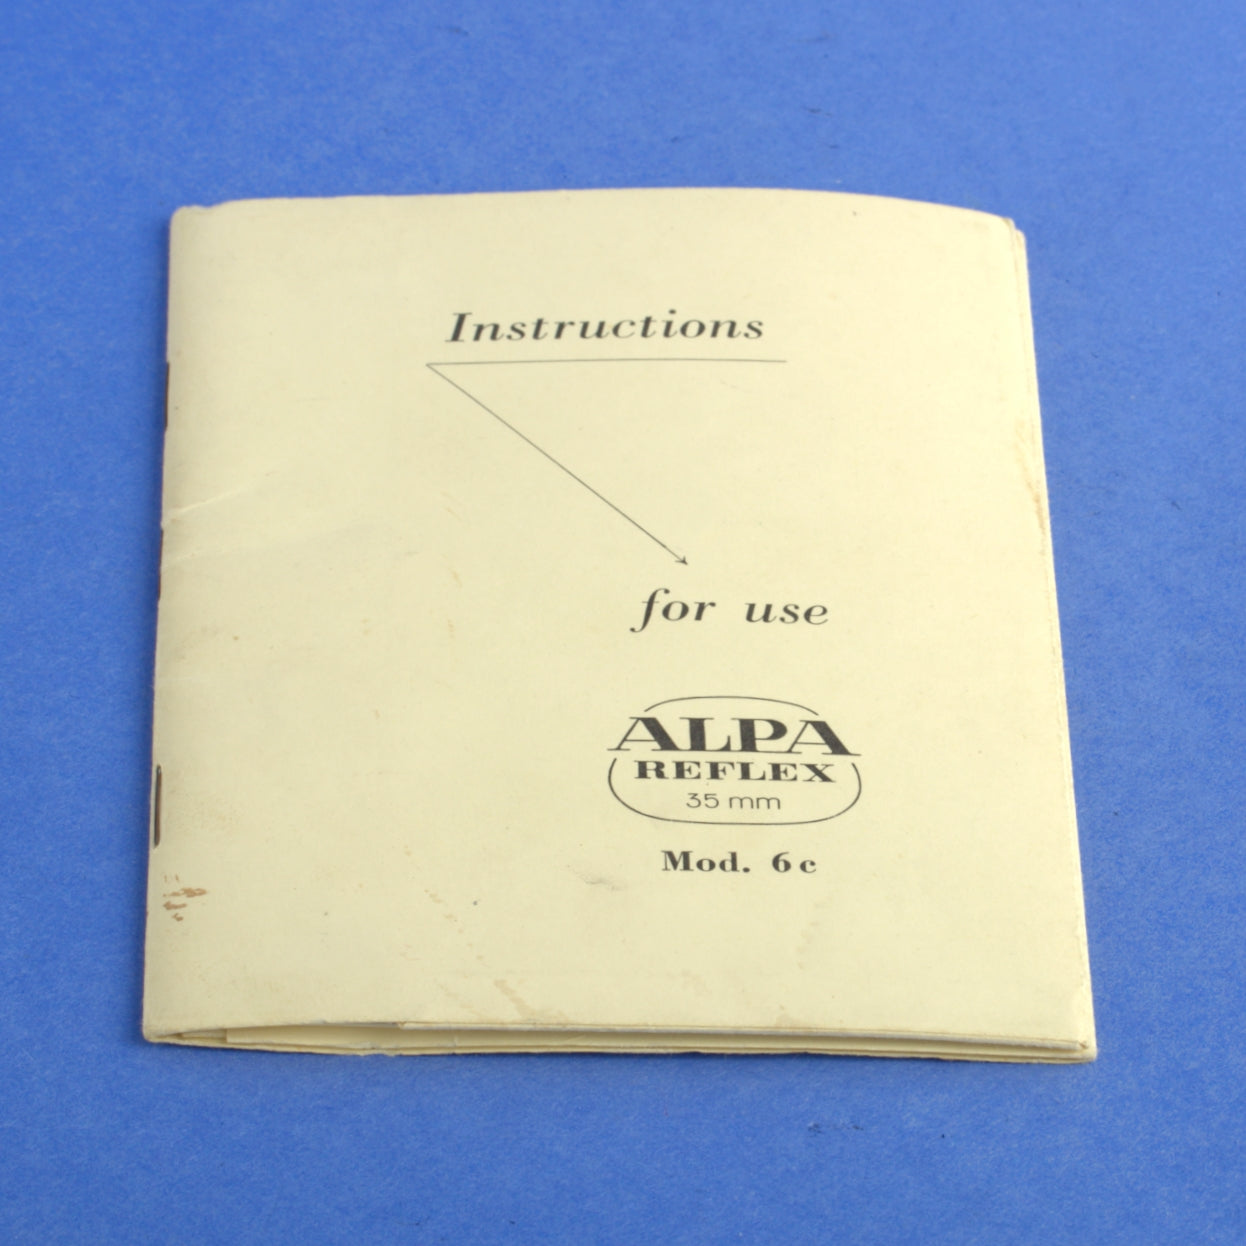 Instructions
for use
ALPA
REFLEX
35 mm
Mod. 6c